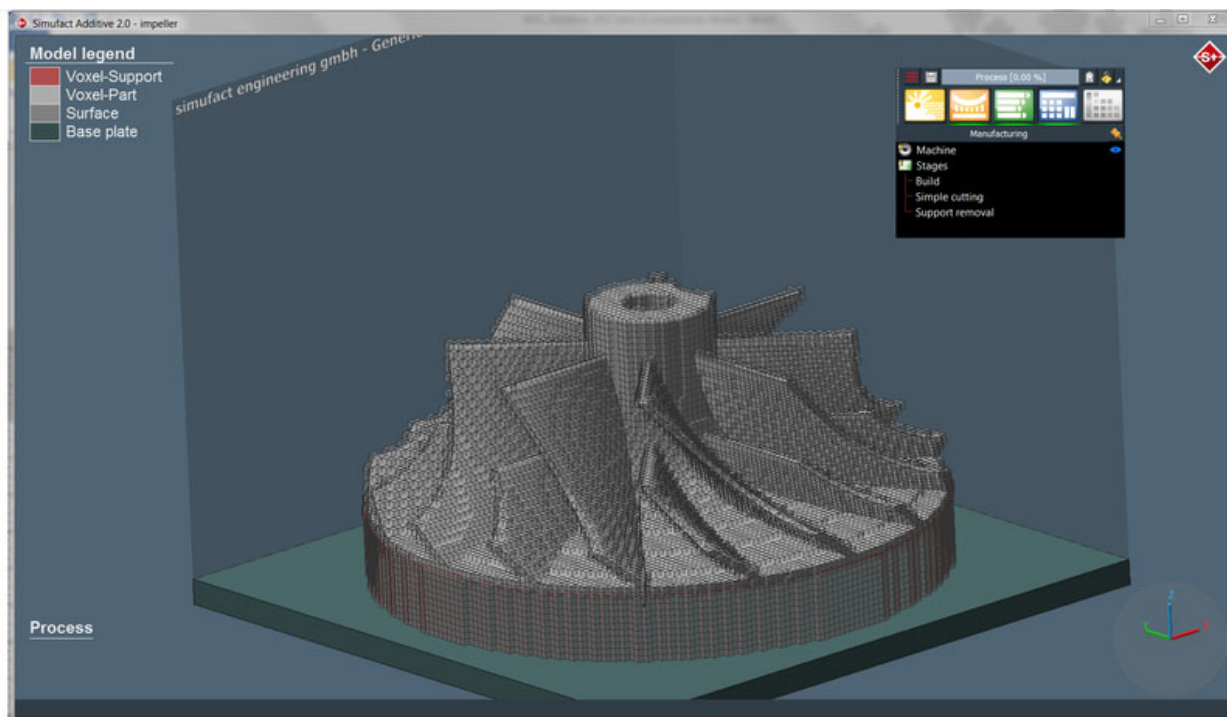 Simufact Additive 2.0 - impeller
Model legend
Voxel-Support
Voxel-Part
Surface
Base plate
simufact engineering gmbh - Generic
S+
Process [0.00 %]
Manufacturing
Machine
Stages
Build
Simple cutting
Support removal
Process
Z